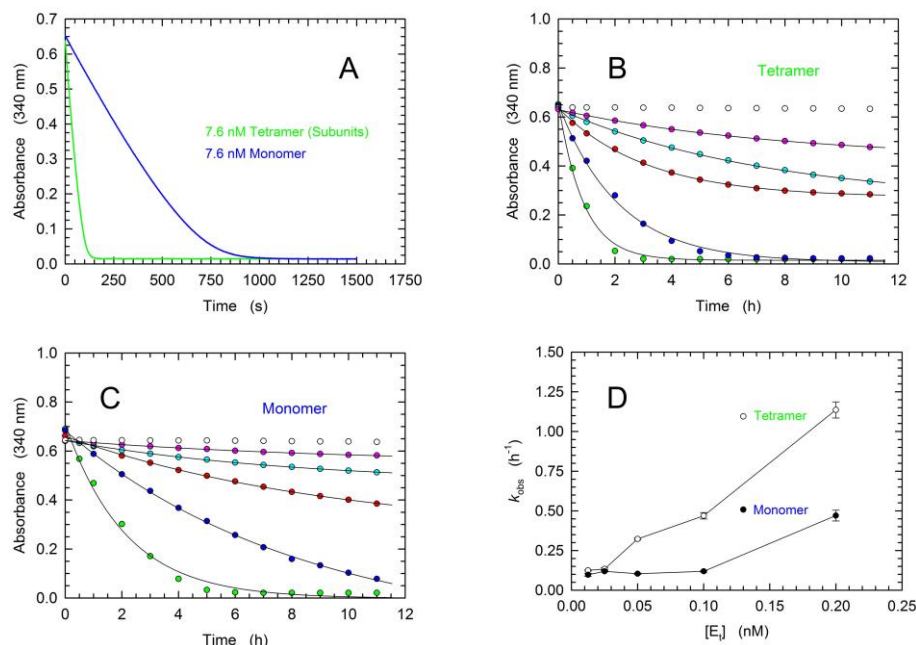 A
0.7
0.6
0.5
0.4
0.3
0.2
0.1
0.0
Absorbance (340 nm)
7.6 nM Tetramer (Subunits)
7.6 nM Monomer
0 250 500 750 1000 1250 1500 1750
Time (s)
B
Tetramer
1.0
0.8
0.6
0.4
0.2
0.0
Absorbance (340 nm)
0 2 4 6 8 10 12
Time (h)
C
Monomer
1.0
0.8
0.6
0.4
0.2
0.0
Absorbance (340 nm)
0 2 4 6 8 10 12
Time (h)
D
1.50
1.25
1.00
0.75
0.50
0.25
0.00
kobs (h-1)
Tetramer
Monomer
0.00 0.05 0.10 0.15 0.20 0.25
[Et] (nM)